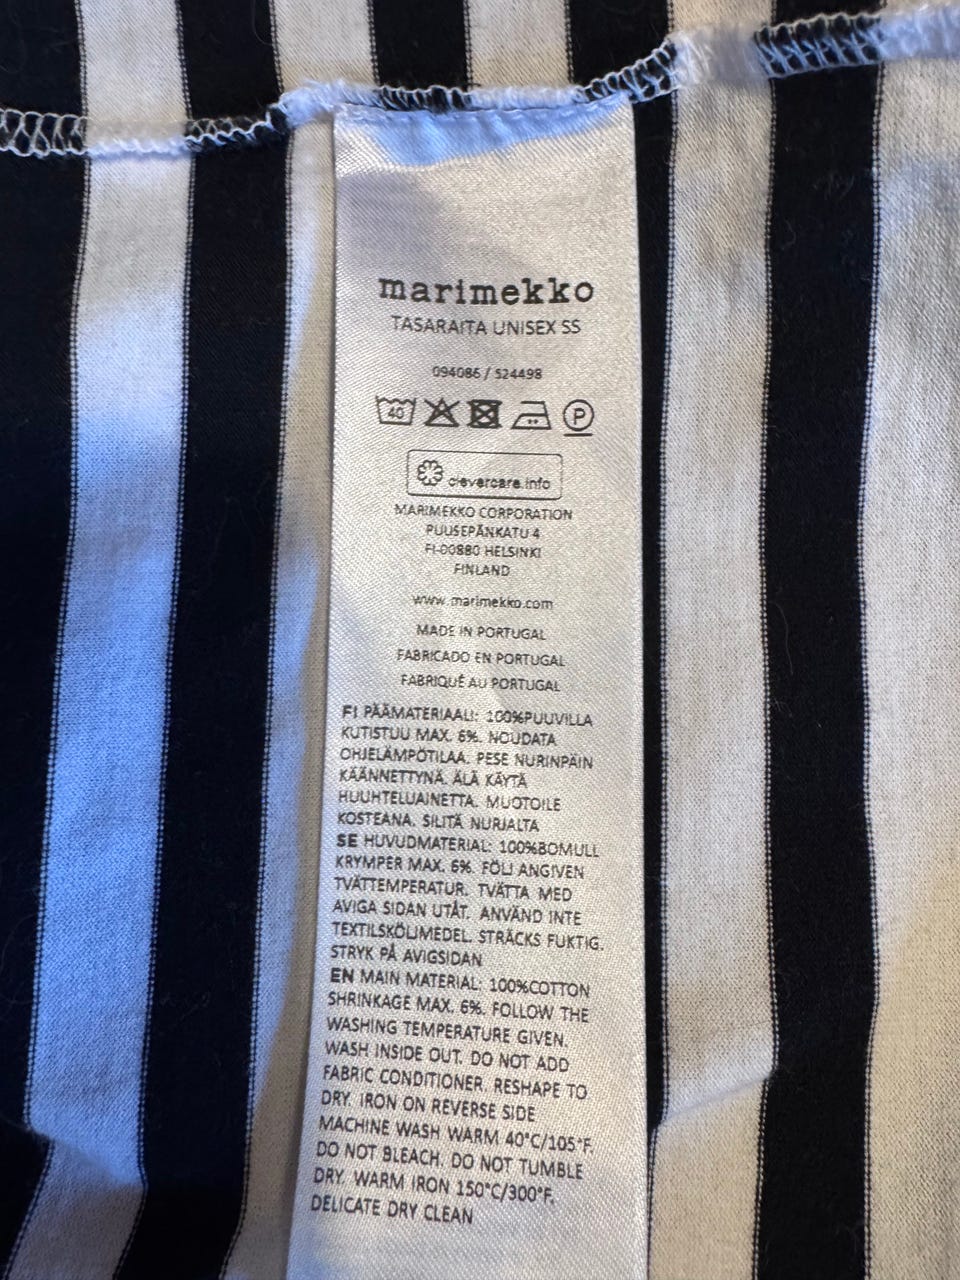 marimekko
TASARAITA UNISEX SS
094086 / 524498
40 P
clevercare.info
MARIMEKKO CORPORATION
PUUSEPÄNKATU 4
FI-00880 HELSINKI
FINLAND
www.marimekko.com
MADE IN PORTUGAL
FABRICADO EN PORTUGAL
FABRIQUÉ AU PORTUGAL
FI PÄÄMATERIAALI: 100%PUUVILLA
KUTISTUU MAX. 6%. NOUDATA
OHJELÄMPÖTILAA. PESE NURINPÄIN
KÄÄNNETTYNÄ. ÄLÄ KÄYTÄ
HUUHTELUAINETTA. MUOTOILE
KOSTEANA. SILITÄ NURJALTA
SE HUVUDMATERIAL: 100%BOMULL
KRYMPER MAX. 6%. FÖLJ ANGIVEN
TVÄTTEMPERATUR. TVÄTTA MED
AVIGA SIDAN UTÅT. ANVÄND INTE
TEXTILSKÖLJMEDEL. STRÄCKS FUKTIG.
STRYK PÅ AVIGSIDAN
EN MAIN MATERIAL: 100%COTTON
SHRINKAGE MAX. 6%. FOLLOW THE
WASHING TEMPERATURE GIVEN.
WASH INSIDE OUT. DO NOT ADD
FABRIC CONDITIONER. RESHAPE TO
DRY. IRON ON REVERSE SIDE
MACHINE WASH WARM 40°C/105°F.
DO NOT BLEACH. DO NOT TUMBLE
DRY. WARM IRON 150°C/300°F.
DELICATE DRY CLEAN